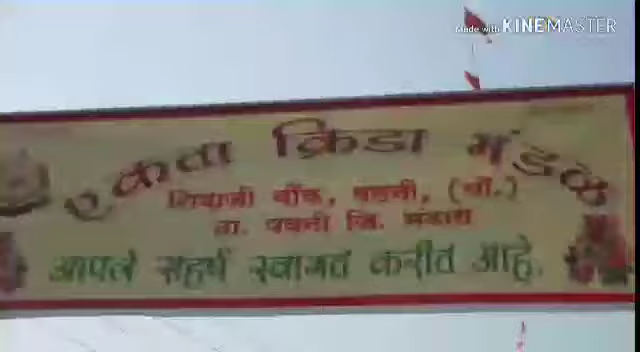 Made with KINEMASTER
एकता क्रिडा मंडळ
शिवाजी चौक, पवनी, (चौ.)
ता. पवनी जि. भंडारा
आपले सहर्ष स्वागत करीत आहे.